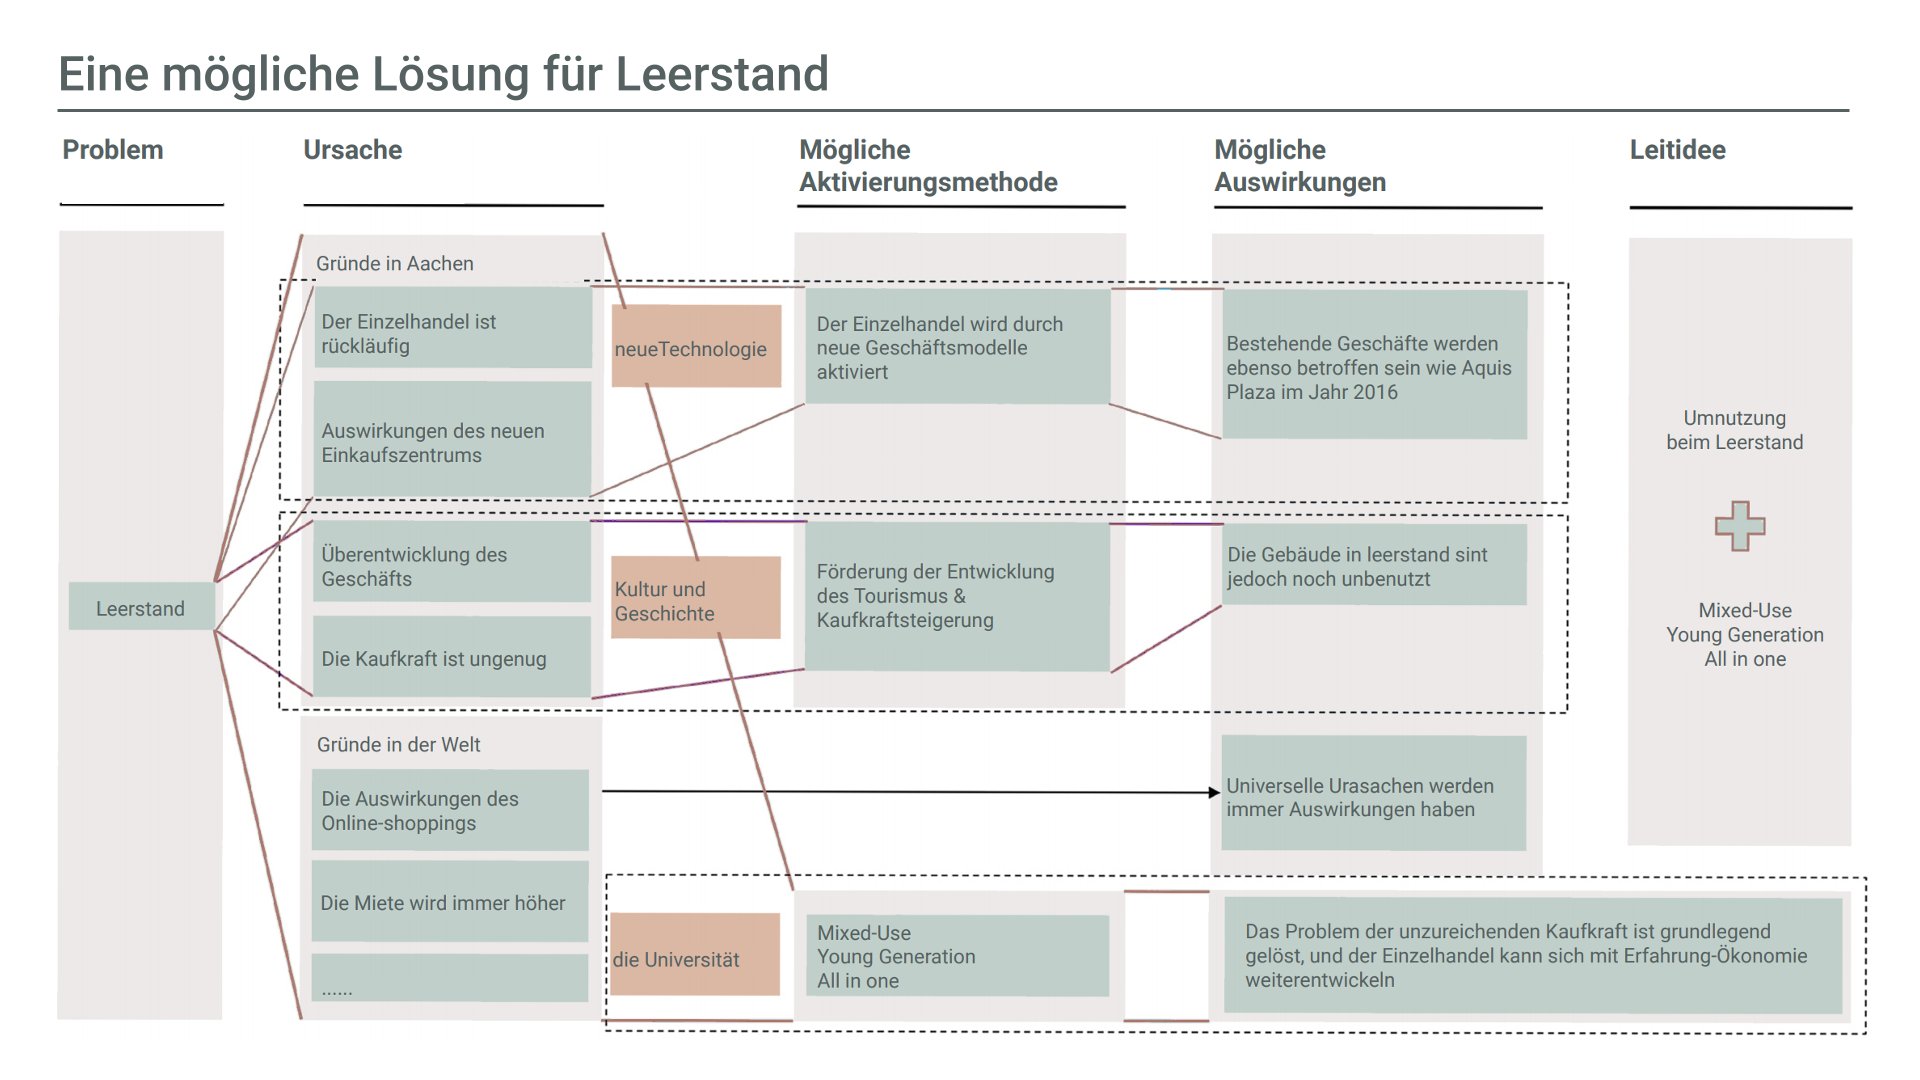 Eine mögliche Lösung für Leerstand
Problem
Ursache
Mögliche
Aktivierungsmethode
Mögliche
Auswirkungen
Leitidee
Leerstand
Gründe in Aachen
Der Einzelhandel ist
rückläufig
Auswirkungen des neuen
Einkaufszentrums
Überentwicklung des
Geschäfts
Die Kaufkraft ist ungenug
Gründe in der Welt
Die Auswirkungen des
Online-shoppings
Die Miete wird immer höher
......
neueTechnologie
Kultur und
Geschichte
die Universität
Der Einzelhandel wird durch
neue Geschäftsmodelle
aktiviert
Förderung der Entwicklung
des Tourismus &
Kaufkraftsteigerung
Mixed-Use
Young Generation
All in one
Bestehende Geschäfte werden
ebenso betroffen sein wie Aquis
Plaza im Jahr 2016
Die Gebäude in leerstand sint
jedoch noch unbenutzt
Universelle Urasachen werden
immer Auswirkungen haben
Das Problem der unzureichenden Kaufkraft ist grundlegend
gelöst, und der Einzelhandel kann sich mit Erfahrung-Ökonomie
weiterentwickeln
Umnutzung
beim Leerstand
Mixed-Use
Young Generation
All in one